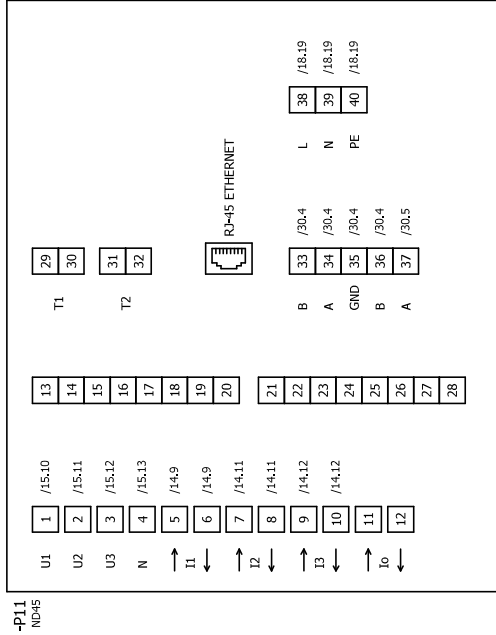 -P11
ND45
U1 1 /15.10
U2 2 /15.11
U3 3 /15.12
N 4 /15.13
I1
5 /14.9
6 /14.9
I2
7 /14.11
8 /14.11
I3
9 /14.12
10 /14.12
Io
11
12
13
14
15
16
17
18
19
20
21
22
23
24
25
26
27
28
T1
29
30
T2
31
32
RJ-45 ETHERNET
B 33 /30.4
A 34 /30.4
GND 35 /30.4
B 36 /30.4
A 37 /30.5
L 38 /18.19
N 39 /18.19
PE 40 /18.19